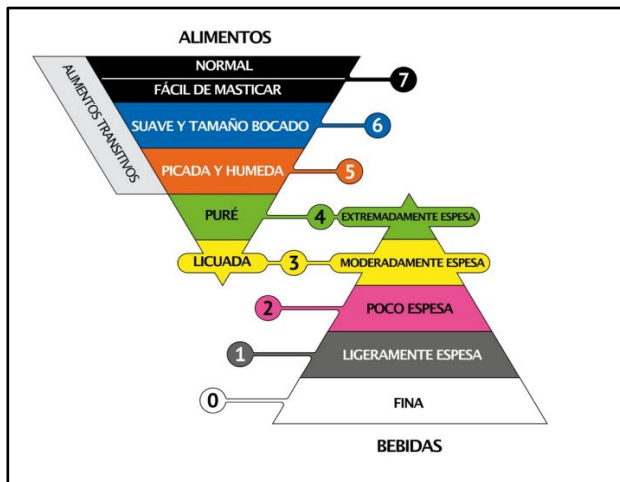 ALIMENTOS
ALIMENTOS TRANSITIVOS
NORMAL
FÁCIL DE MASTICAR
7
SUAVE Y TAMAÑO BOCADO
6
PICADA Y HUMEDA
5
PURÉ
4
EXTREMADAMENTE ESPESA
LICUADA
3
MODERADAMENTE ESPESA
2
POCO ESPESA
1
LIGERAMENTE ESPESA
0
FINA
BEBIDAS